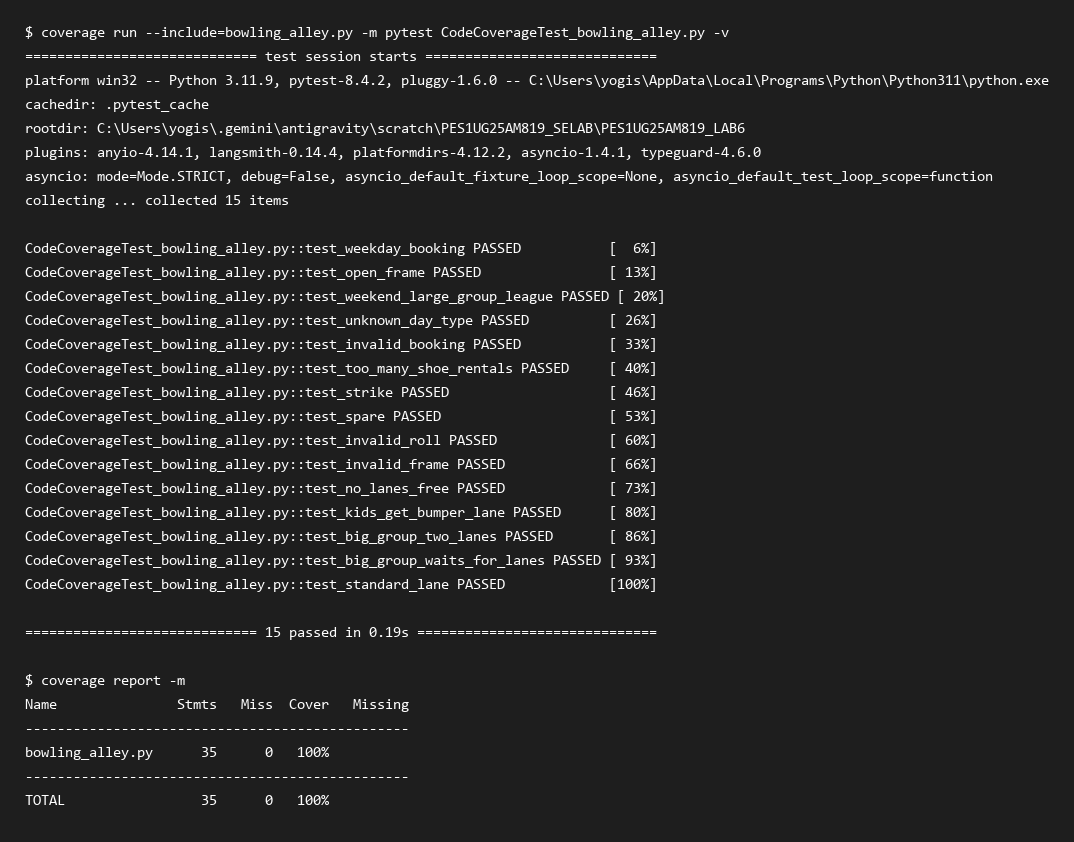 $ coverage run --include=bowling_alley.py -m pytest CodeCoverageTest_bowling_alley.py -v
============================= test session starts =============================
platform win32 -- Python 3.11.9, pytest-8.4.2, pluggy-1.6.0 -- C:\Users\yogis\AppData\Local\Programs\Python\Python311\python.exe
cachedir: .pytest_cache
rootdir: C:\Users\yogis\.gemini\antigravity\scratch\PES1UG25AM819_SELAB\PES1UG25AM819_LAB6
plugins: anyio-4.14.1, langsmith-0.14.4, platformdirs-4.12.2, asyncio-1.4.1, typeguard-4.6.0
asyncio: mode=Mode.STRICT, debug=False, asyncio_default_fixture_loop_scope=None, asyncio_default_test_loop_scope=function
collecting ... collected 15 items

CodeCoverageTest_bowling_alley.py::test_weekday_booking PASSED           [  6%]
CodeCoverageTest_bowling_alley.py::test_open_frame PASSED                [ 13%]
CodeCoverageTest_bowling_alley.py::test_weekend_large_group_league PASSED [ 20%]
CodeCoverageTest_bowling_alley.py::test_unknown_day_type PASSED          [ 26%]
CodeCoverageTest_bowling_alley.py::test_invalid_booking PASSED           [ 33%]
CodeCoverageTest_bowling_alley.py::test_too_many_shoe_rentals PASSED     [ 40%]
CodeCoverageTest_bowling_alley.py::test_strike PASSED                    [ 46%]
CodeCoverageTest_bowling_alley.py::test_spare PASSED                     [ 53%]
CodeCoverageTest_bowling_alley.py::test_invalid_roll PASSED              [ 60%]
CodeCoverageTest_bowling_alley.py::test_invalid_frame PASSED             [ 66%]
CodeCoverageTest_bowling_alley.py::test_no_lanes_free PASSED             [ 73%]
CodeCoverageTest_bowling_alley.py::test_kids_get_bumper_lane PASSED      [ 80%]
CodeCoverageTest_bowling_alley.py::test_big_group_two_lanes PASSED       [ 86%]
CodeCoverageTest_bowling_alley.py::test_big_group_waits_for_lanes PASSED [ 93%]
CodeCoverageTest_bowling_alley.py::test_standard_lane PASSED             [100%]

============================= 15 passed in 0.19s ==============================

$ coverage report -m
Name               Stmts   Miss  Cover   Missing
------------------------------------------------
bowling_alley.py      35      0   100%
------------------------------------------------
TOTAL                 35      0   100%